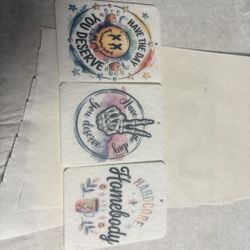 HAVE THE DAY
YOU DESERVE
Have the day
you deserve
HARDCORE
Homebody